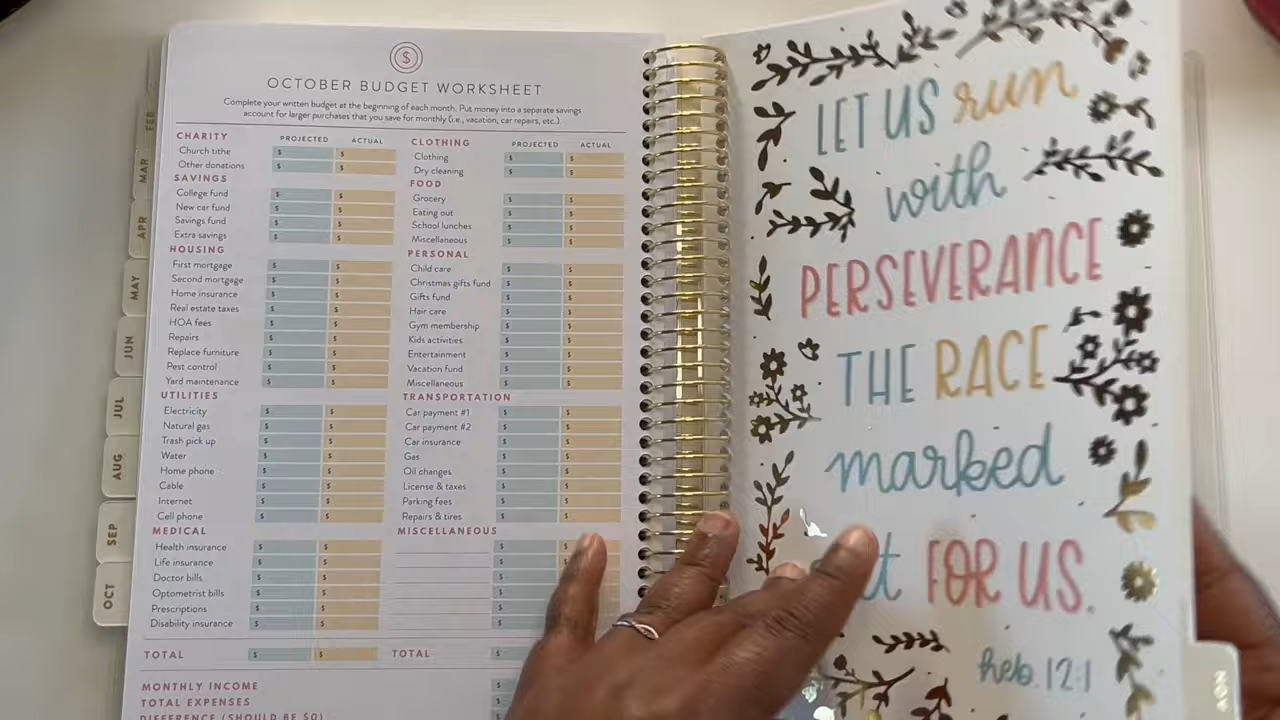 $
OCTOBER BUDGET WORKSHEET
Complete your written budget at the beginning of each month. Put money into a separate savings
account for larger purchases that you save for monthly (i.e., vacation, car repairs, etc.).
CHARITY PROJECTED ACTUAL
Church tithe $ $
Other donations $ $
SAVINGS
College fund $ $
New car fund $ $
Savings fund $ $
Extra savings $ $
HOUSING
First mortgage $ $
Second mortgage $ $
Home insurance $ $
Real estate taxes $ $
HOA fees $ $
Repairs $ $
Replace furniture $ $
Pest control $ $
Yard maintenance $ $
UTILITIES
Electricity $ $
Natural gas $ $
Trash pick up $ $
Water $ $
Home phone $ $
Cable $ $
Internet $ $
Cell phone $ $
MEDICAL
Health insurance $ $
Life insurance $ $
Doctor bills $ $
Optometrist bills $ $
Prescriptions $ $
Disability insurance $ $
TOTAL $ $
CLOTHING PROJECTED ACTUAL
Clothing $ $
Dry cleaning $ $
FOOD
Grocery $ $
Eating out $ $
School lunches $ $
Miscellaneous $ $
PERSONAL
Child care $ $
Christmas gifts fund $ $
Gifts fund $ $
Hair care $ $
Gym membership $ $
Kids activities $ $
Entertainment $ $
Vacation fund $ $
Miscellaneous $ $
TRANSPORTATION
Car payment #1 $ $
Car payment #2 $ $
Car insurance $ $
Gas $ $
Oil changes $ $
License & taxes $ $
Parking fees $ $
Repairs & tires $ $
MISCELLANEOUS
$ $
$
$
$
$
$
TOTAL $
MONTHLY INCOME $
TOTAL EXPENSES $
DIFFERENCE (SHOULD BE $0) $
FEB
MAR
APR
MAY
JUN
JUL
AUG
SEP
OCT
LET US run
with
PERSEVERANCE
THE RACE
marked
FOR US.
heb. 12:1
NOV